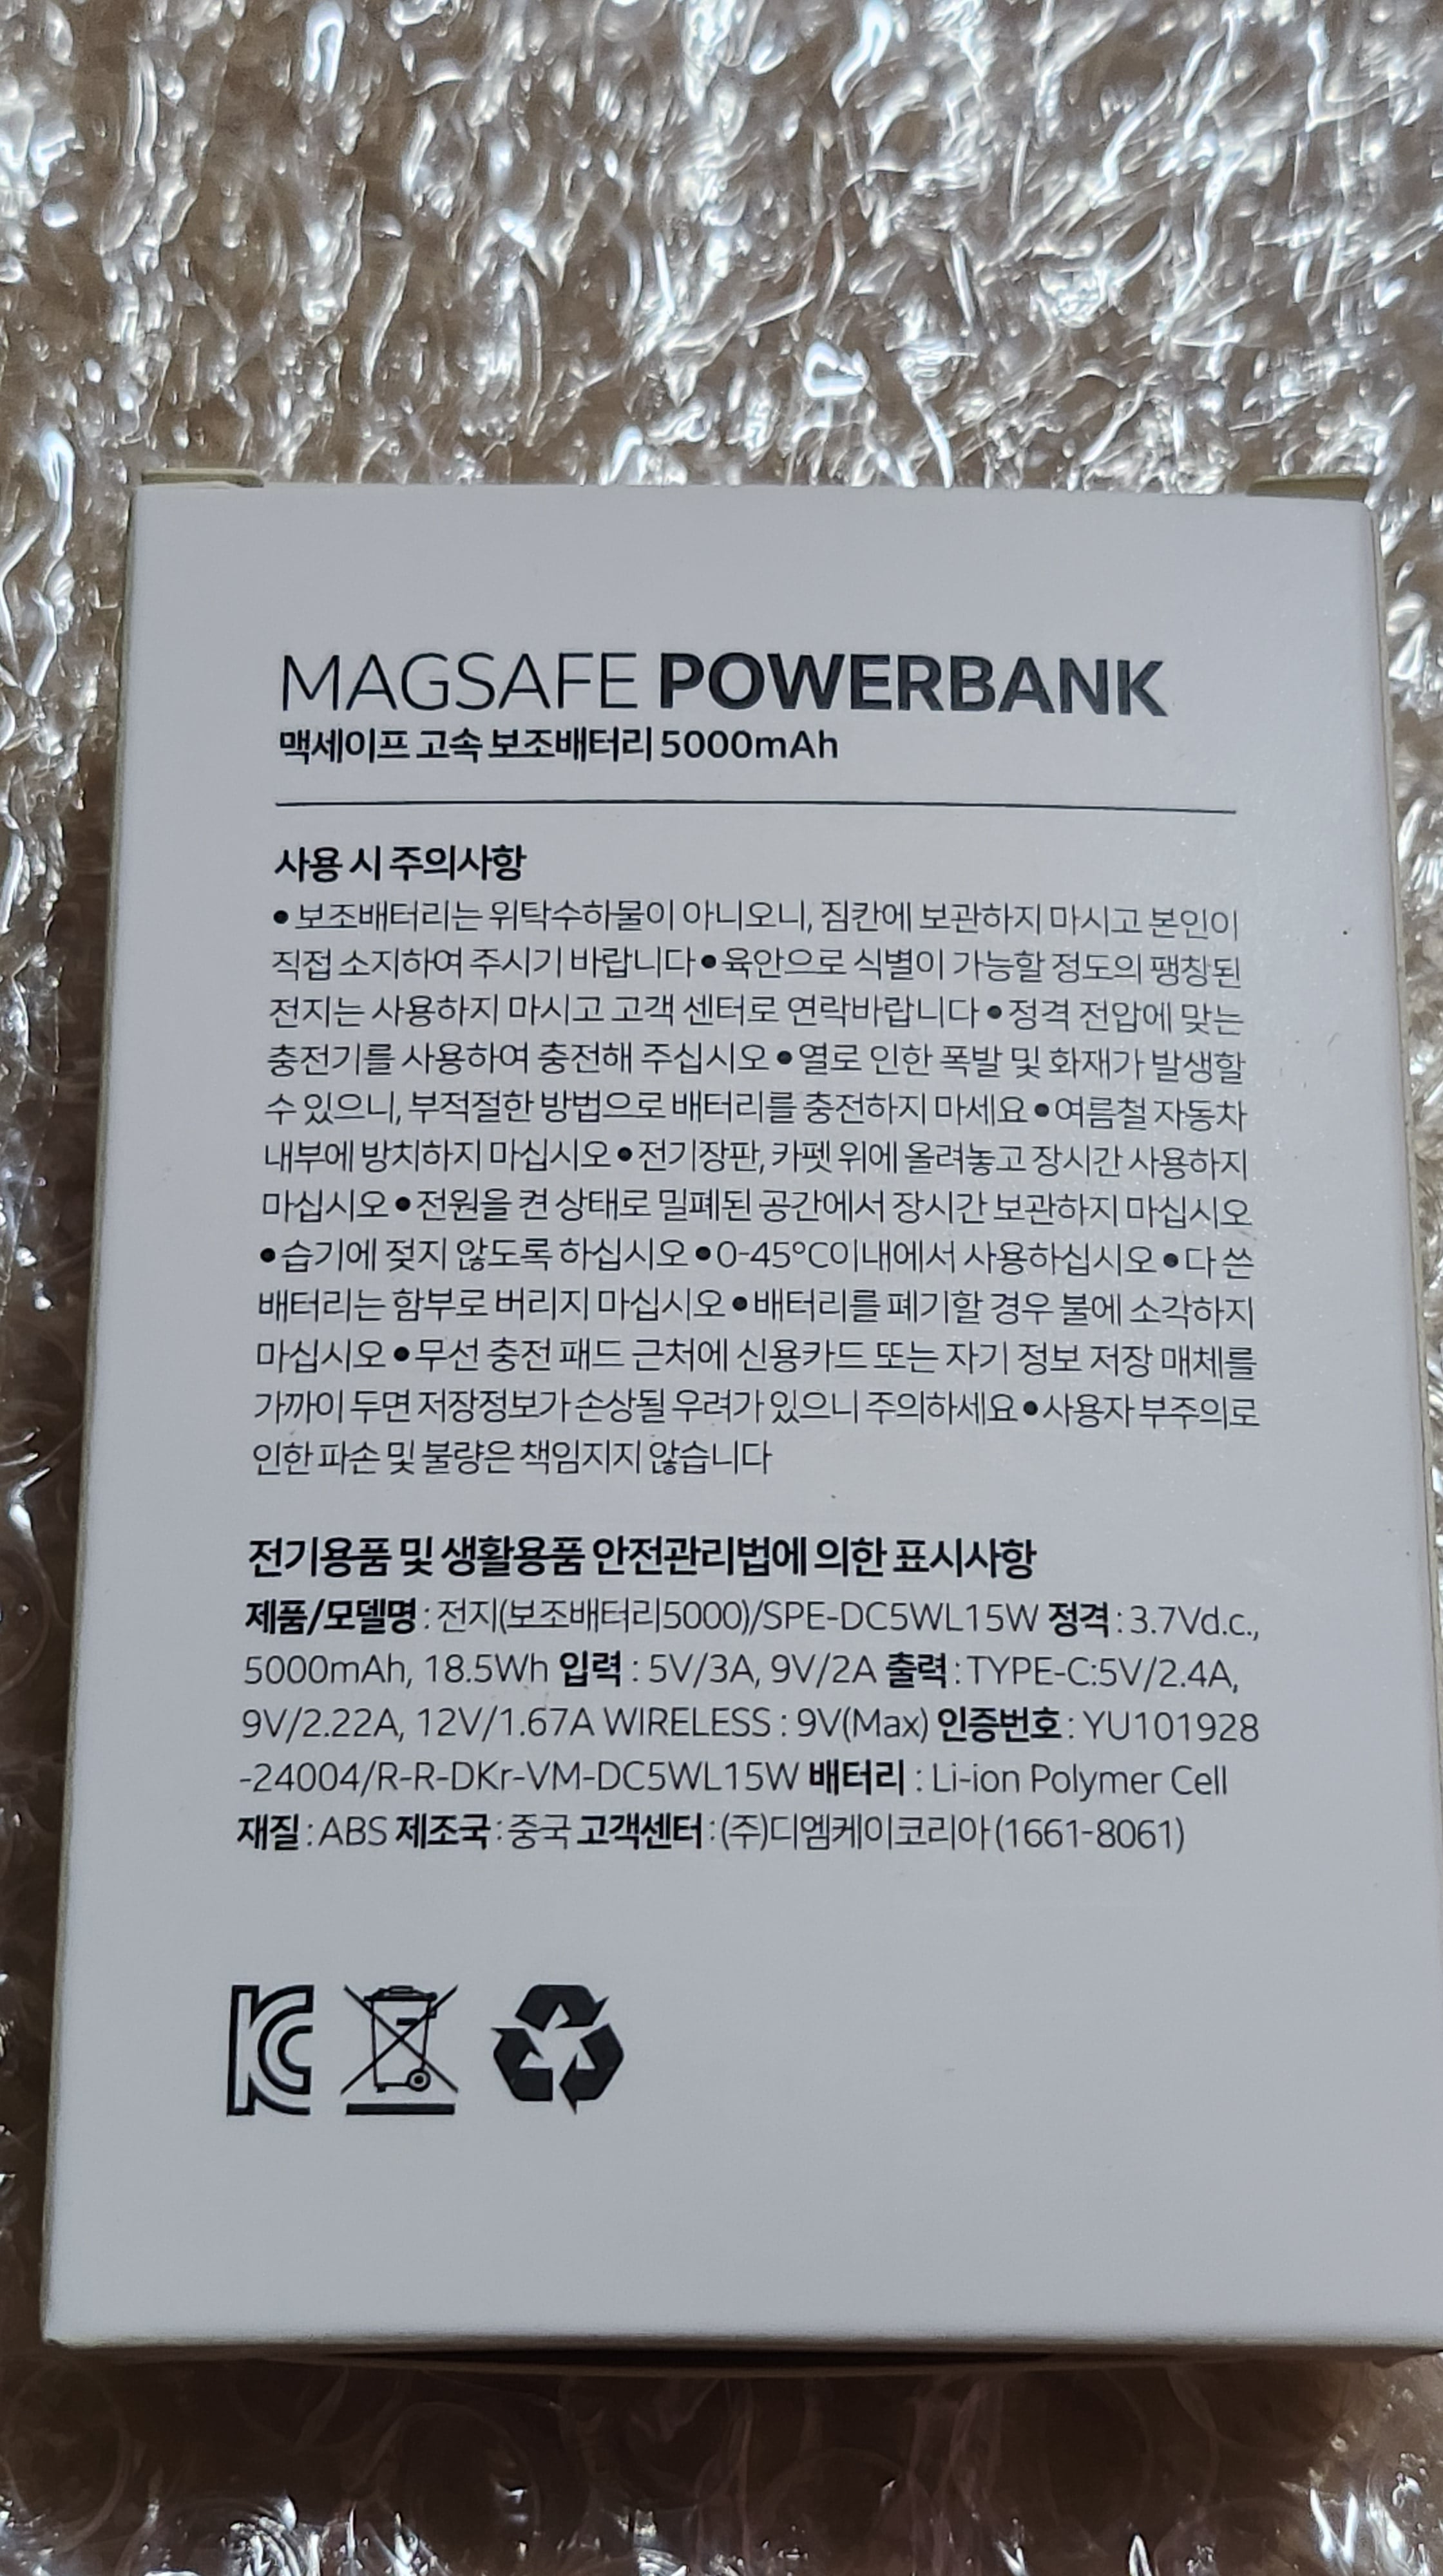 MAGSAFE POWERBANK
맥세이프 고속 보조배터리 5000mAh
사용 시 주의사항
● 보조배터리는 위탁수하물이 아니오니, 짐칸에 보관하지 마시고 본인이
직접 소지하여 주시기 바랍니다 ● 육안으로 식별이 가능할 정도의 팽창된
전지는 사용하지 마시고 고객 센터로 연락바랍니다 ● 정격 전압에 맞는
충전기를 사용하여 충전해 주십시오 ● 열로 인한 폭발 및 화재가 발생할
수 있으니, 부적절한 방법으로 배터리를 충전하지 마세요 ● 여름철 자동차
내부에 방치하지 마십시오 ● 전기장판, 카펫 위에 올려놓고 장시간 사용하지
마십시오 ● 전원을 켠 상태로 밀폐된 공간에서 장시간 보관하지 마십시오
● 습기에 젖지 않도록 하십시오 ● 0-45°C이내에서 사용하십시오 ● 다 쓴
배터리는 함부로 버리지 마십시오 ● 배터리를 폐기할 경우 불에 소각하지
마십시오 ● 무선 충전 패드 근처에 신용카드 또는 자기 정보 저장 매체를
가까이 두면 저장정보가 손상될 우려가 있으니 주의하세요 ● 사용자 부주의로
인한 파손 및 불량은 책임지지 않습니다
전기용품 및 생활용품 안전관리법에 의한 표시사항
제품/모델명 : 전지(보조배터리5000)/SPE-DC5WL15W 정격 : 3.7Vd.c.,
5000mAh, 18.5Wh 입력 : 5V/3A, 9V/2A 출력 : TYPE-C:5V/2.4A,
9V/2.22A, 12V/1.67A WIRELESS : 9V(Max) 인증번호 : YU101928
-24004/R-R-DKr-VM-DC5WL15W 배터리 : Li-ion Polymer Cell
재질 : ABS 제조국 : 중국 고객센터 : (주)디엠케이코리아 (1661-8061)
KC